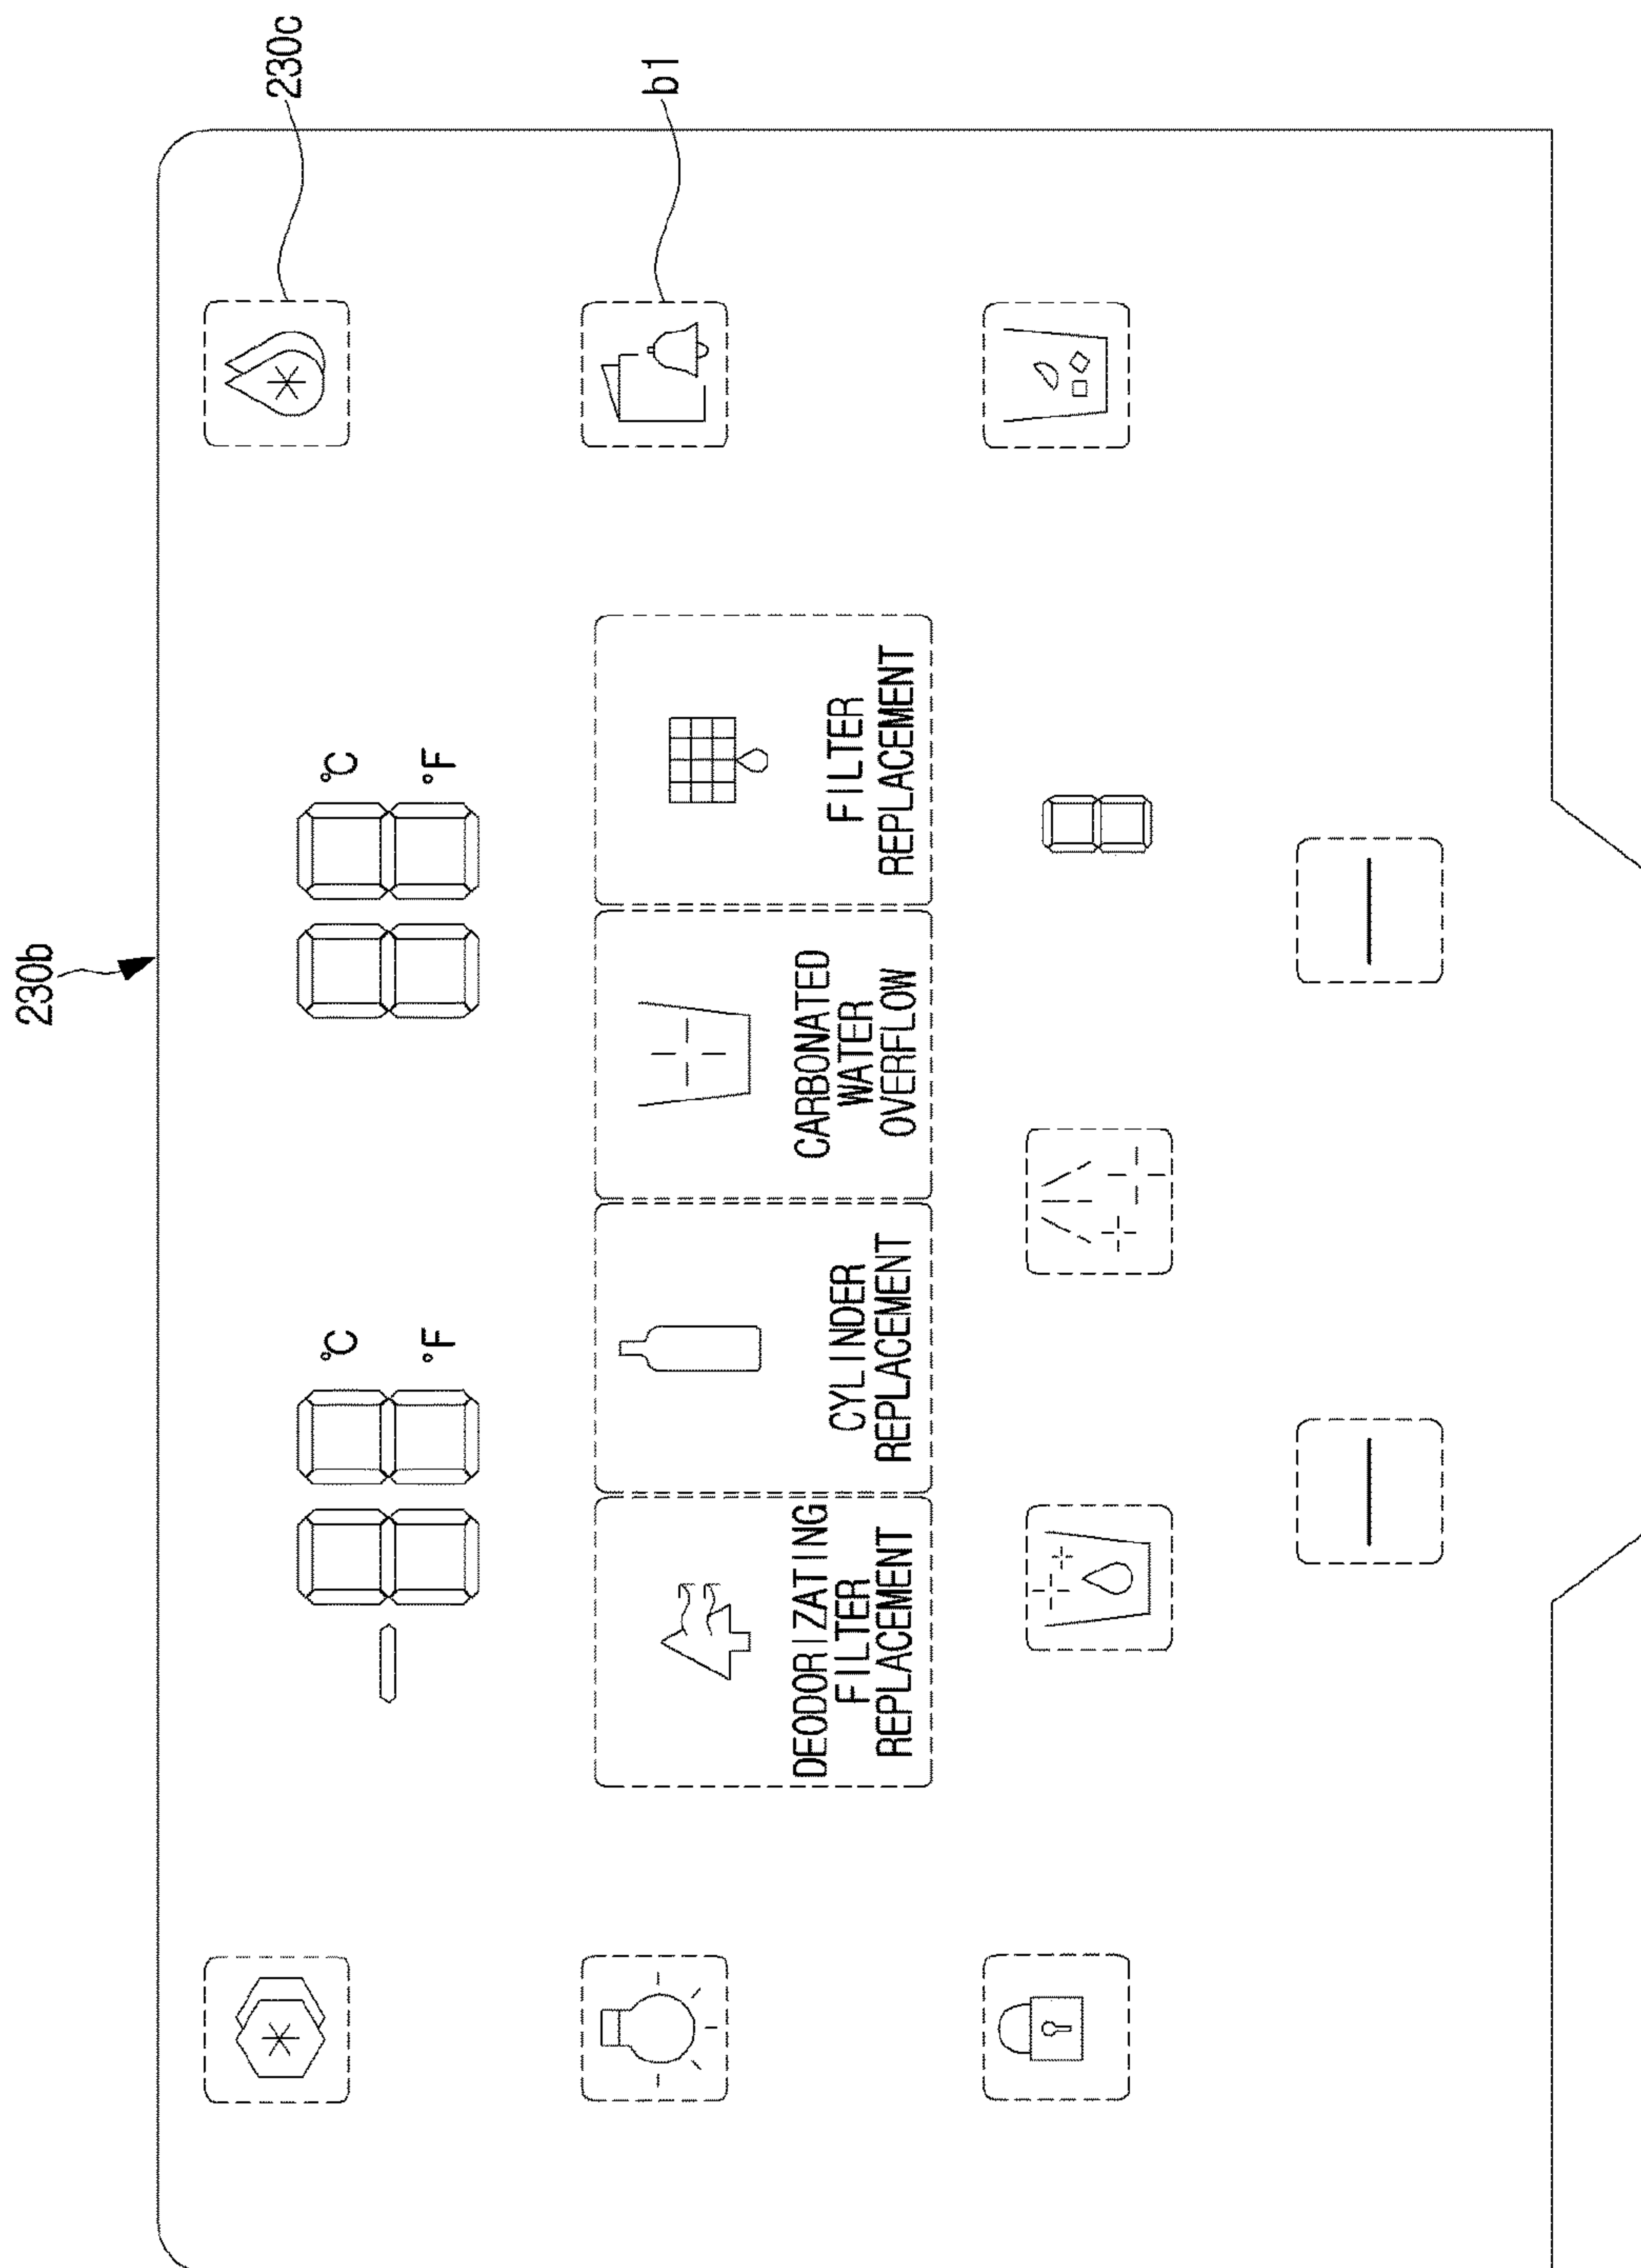 230b
230c
b1
°C
°F
°C
°F
DEODORIZATING
FILTER
REPLACEMENT
CYLINDER
REPLACEMENT
CARBONATED
WATER
OVERFLOW
FILTER
REPLACEMENT